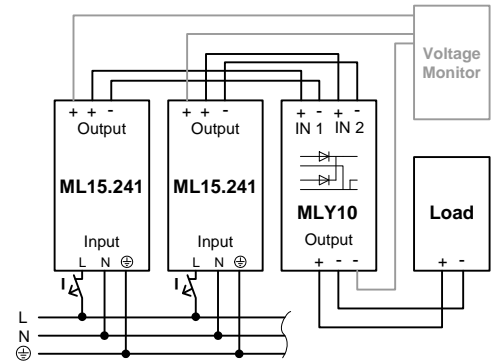 Voltage
Monitor
+ + - + + - + - + -
Output Output IN 1 IN 2
ML15.241 ML15.241 MLY10 Load
Input Input Output
L N ⏚ L N ⏚ + - - + -
I I
L
N
⏚